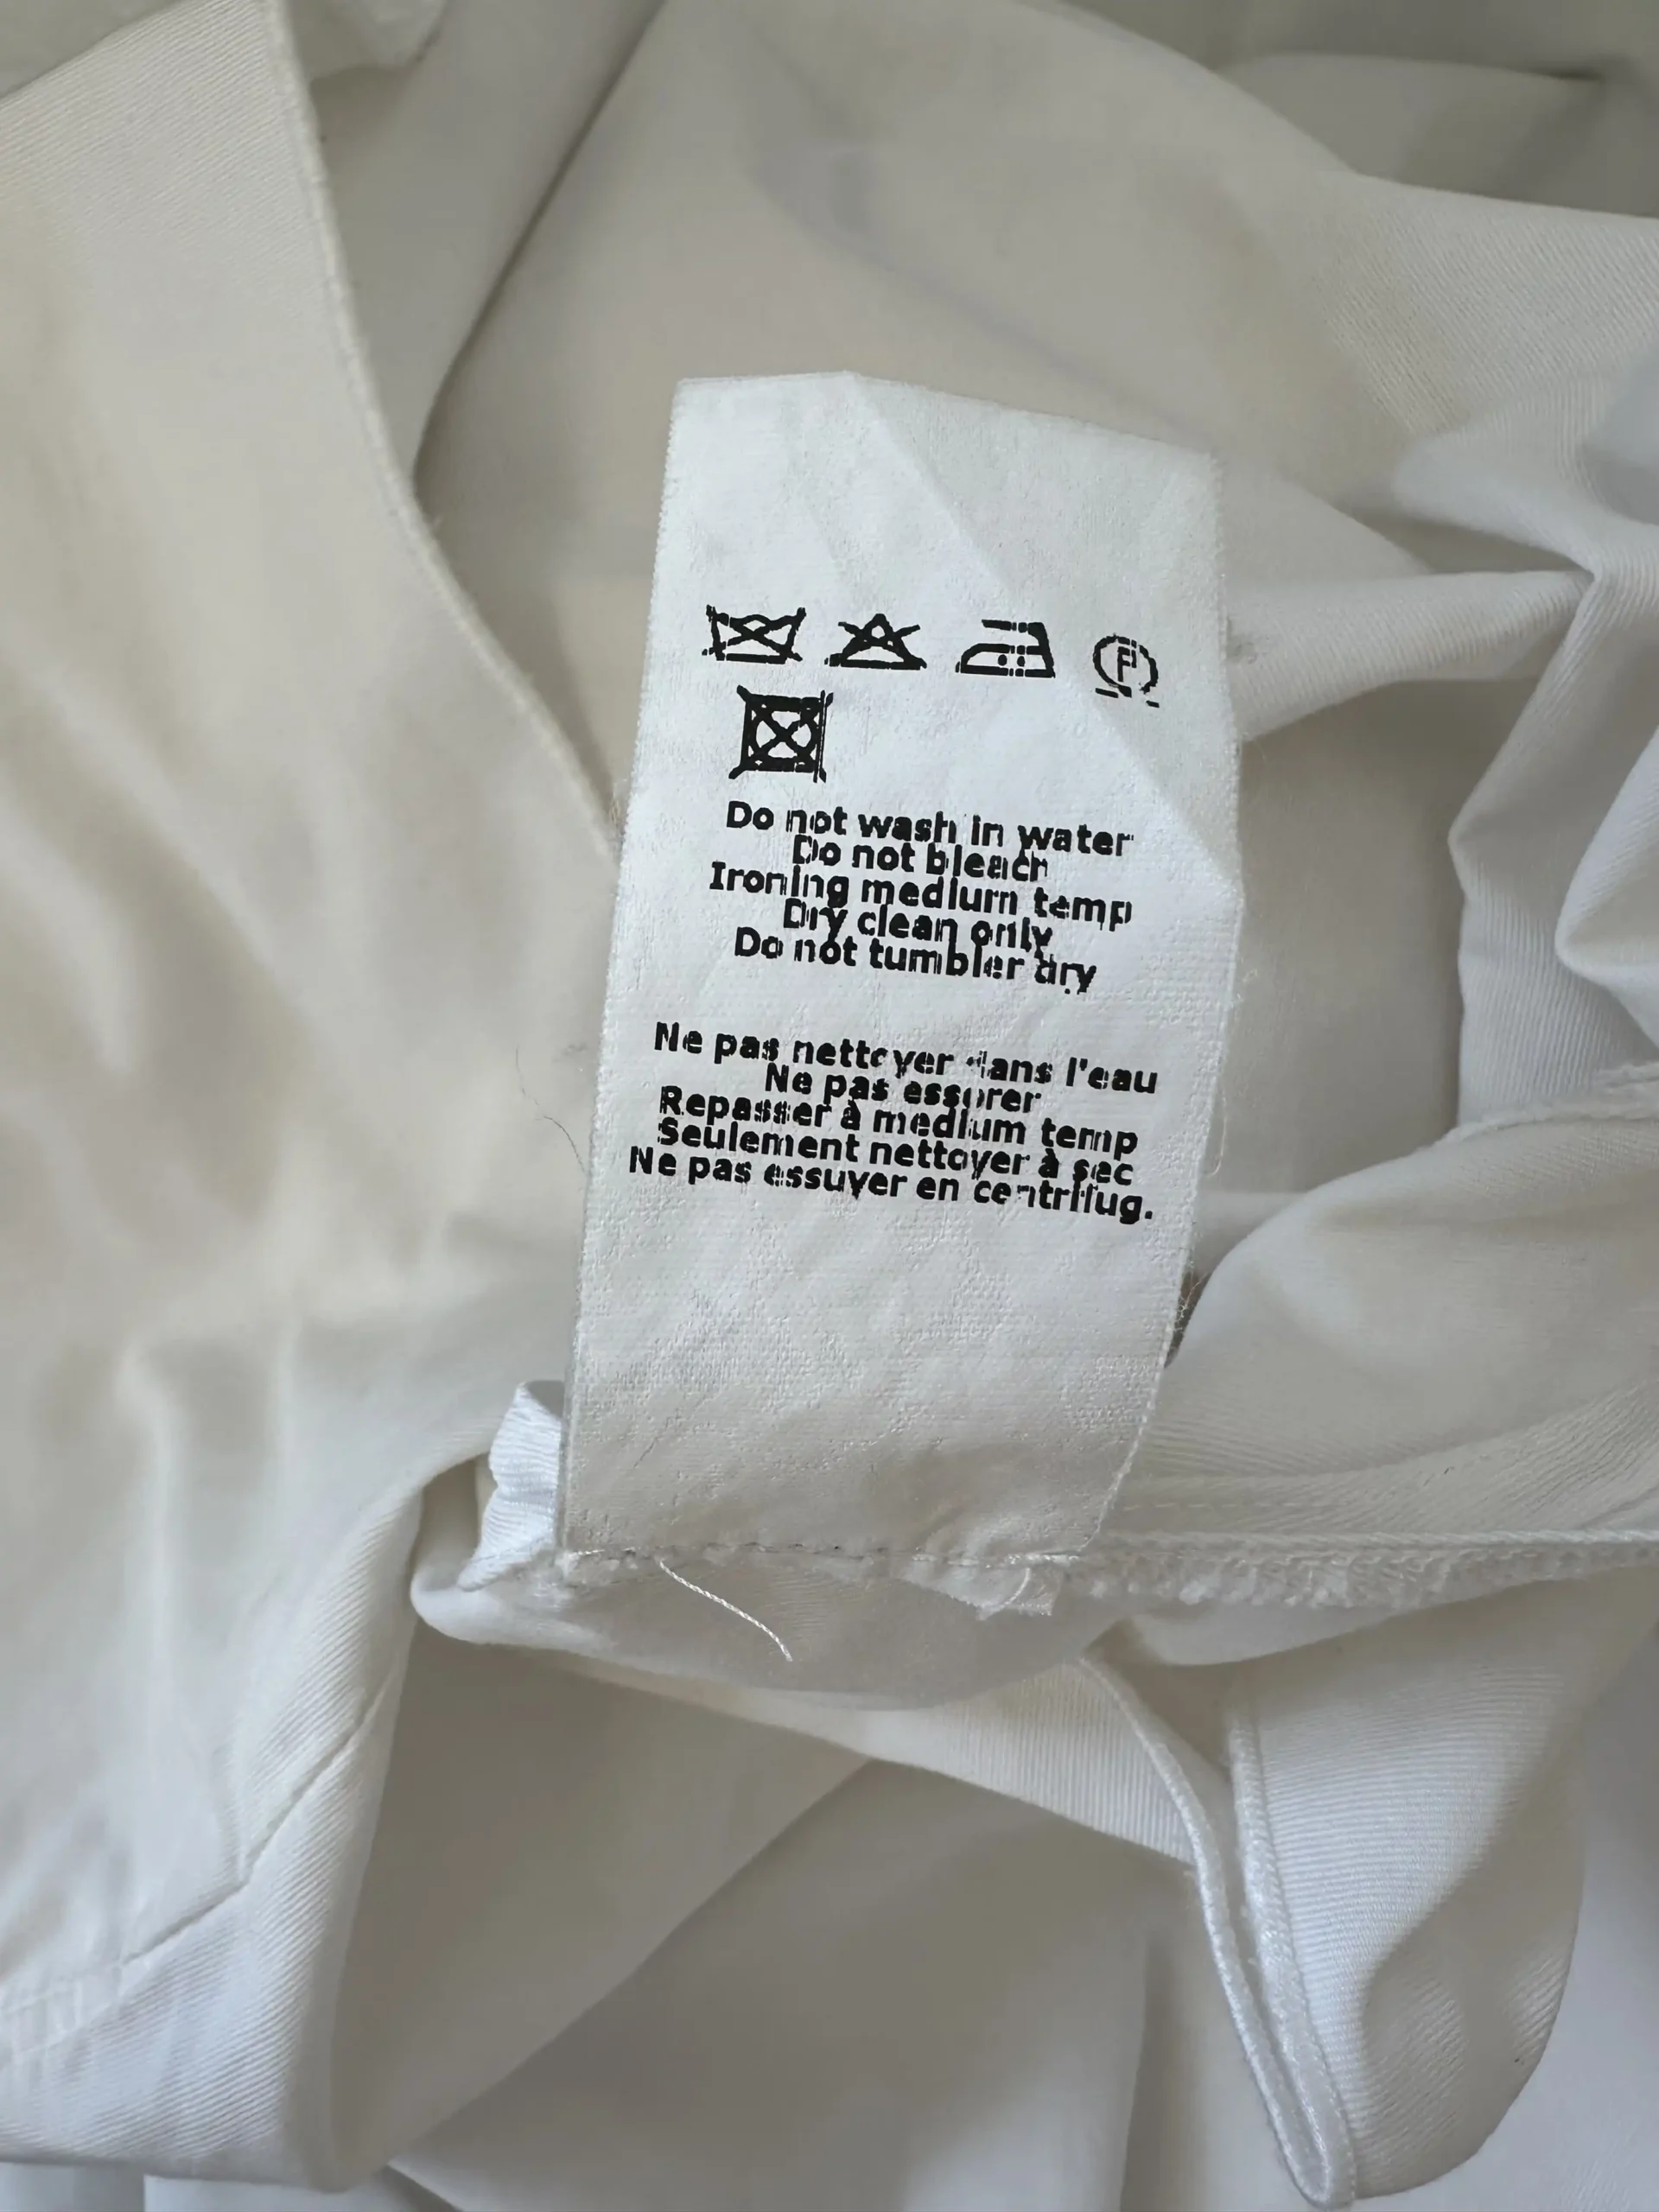 P
Do not wash in water
Do not bleach
Ironing medium temp
Dry clean only
Do not tumbler dry
Ne pas nettoyer dans l'eau
Ne pas essorer
Repasser à medium temp
Seulement nettoyer à sec
Ne pas essuyer en centrifug.